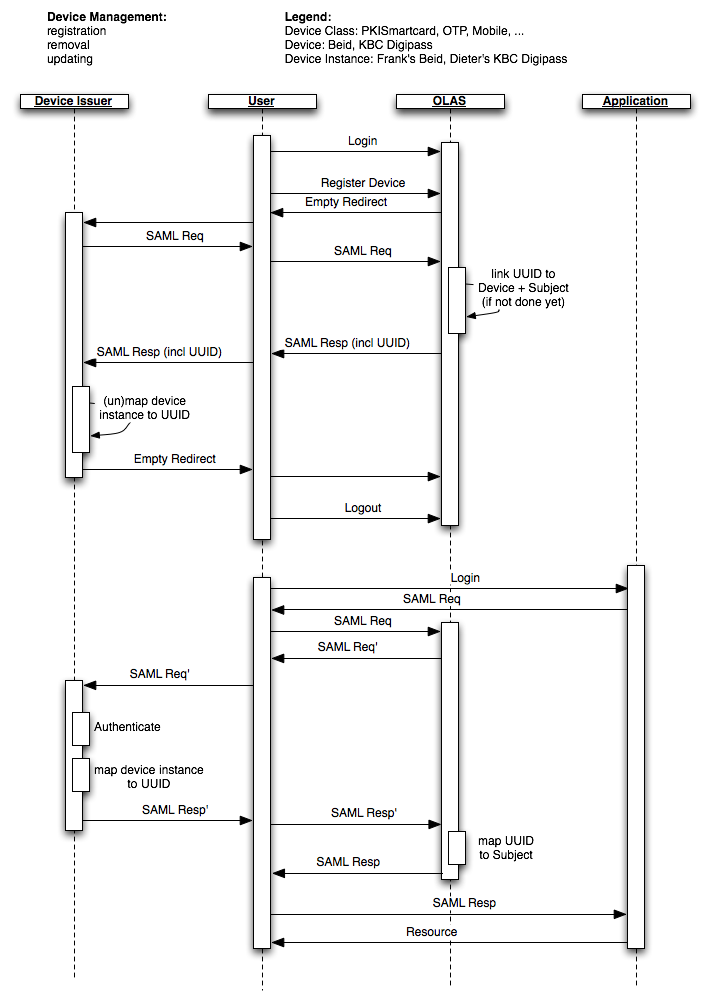 Device Management:
registration
removal
updating
Legend:
Device Class: PKISmartcard, OTP, Mobile, ...
Device: Beid, KBC Digipass
Device Instance: Frank's Beid, Dieter's KBC Digipass
Device Issuer
User
OLAS
Application
Login
Register Device
Empty Redirect
SAML Req
SAML Req
link UUID to
Device + Subject
(if not done yet)
SAML Resp (incl UUID)
SAML Resp (incl UUID)
(un)map device
instance to UUID
Empty Redirect
Logout
Login
SAML Req
SAML Req
SAML Req'
SAML Req'
Authenticate
map device instance
to UUID
SAML Resp'
SAML Resp'
map UUID
to Subject
SAML Resp
SAML Resp
Resource